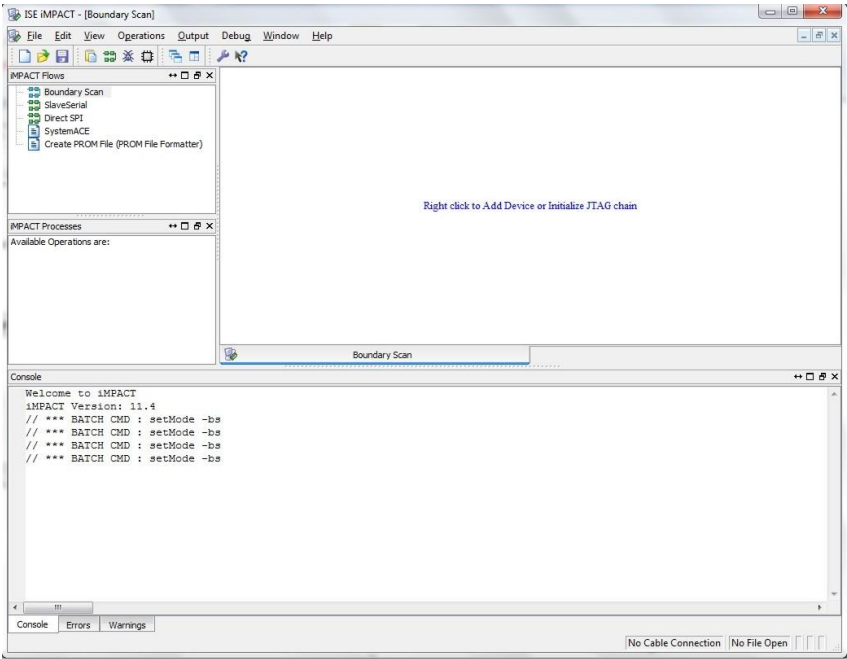 ISE iMPACT - [Boundary Scan]
File Edit View Operations Output Debug Window Help
iMPACT Flows
Boundary Scan
SlaveSerial
Direct SPI
SystemACE
Create PROM File (PROM File Formatter)
Right click to Add Device or Initialize JTAG chain
iMPACT Processes
Available Operations are:
Boundary Scan
Console
Welcome to iMPACT
iMPACT Version: 11.4
// *** BATCH CMD : setMode -bs
// *** BATCH CMD : setMode -bs
// *** BATCH CMD : setMode -bs
// *** BATCH CMD : setMode -bs
Console Errors Warnings
No Cable Connection No File Open